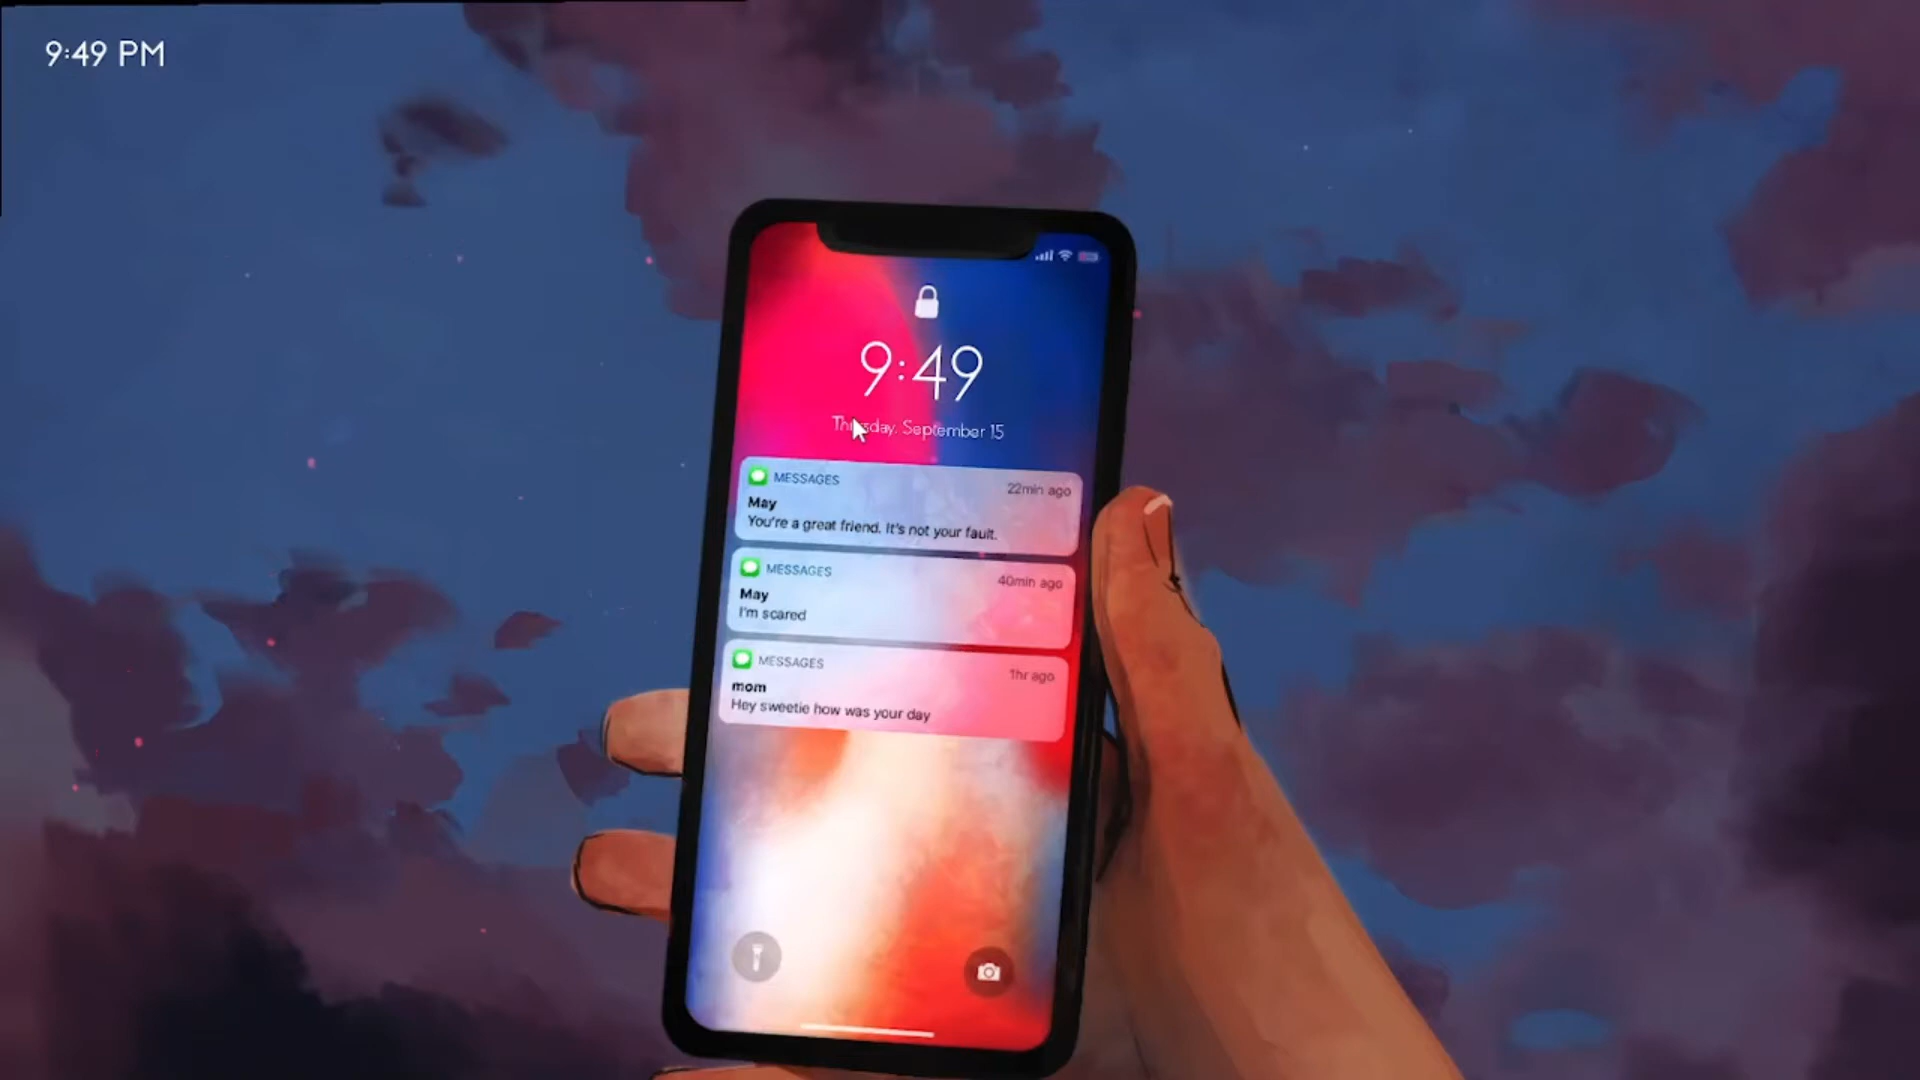 9:49 PM
9:49
Thursday, September 15
MESSAGES
22min ago
May
You're a great friend. It's not your fault.
MESSAGES
40min ago
May
I'm scared
MESSAGES
1hr ago
mom
Hey sweetie how was your day